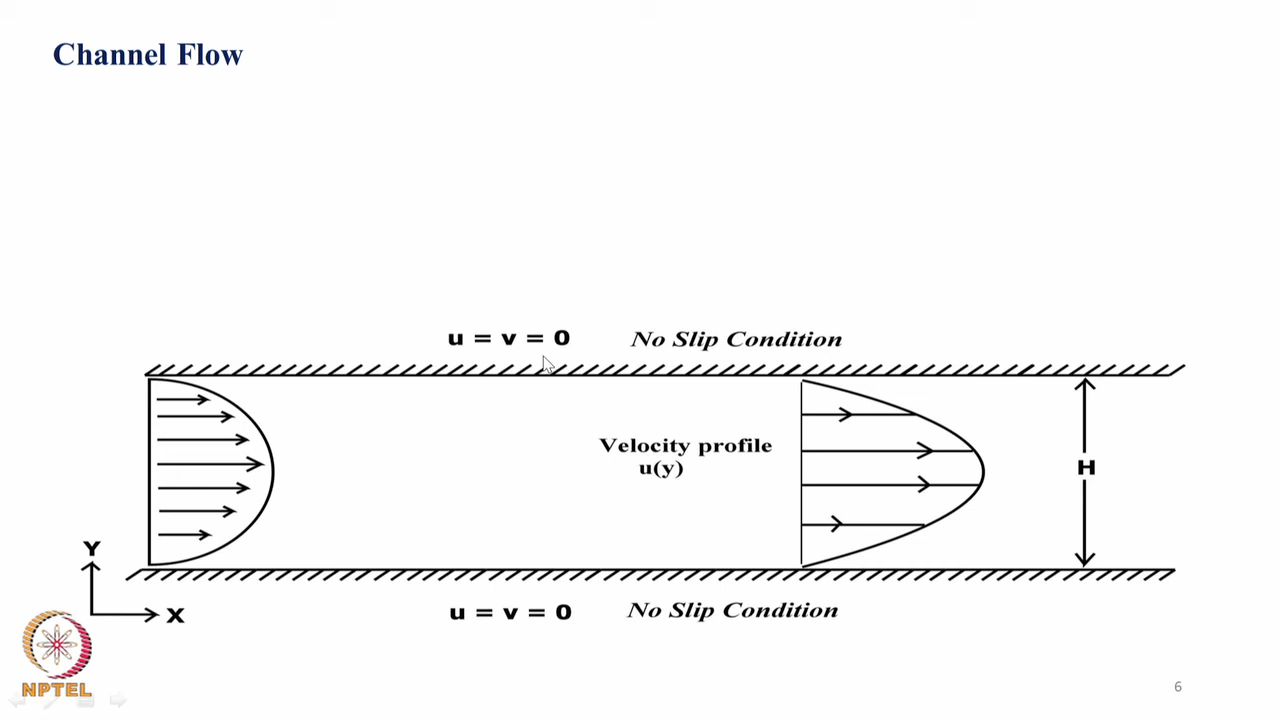 Channel Flow
u = v = 0 No Slip Condition
Velocity profile
u(y)
H
Y
X
u = v = 0 No Slip Condition
NPTEL
6